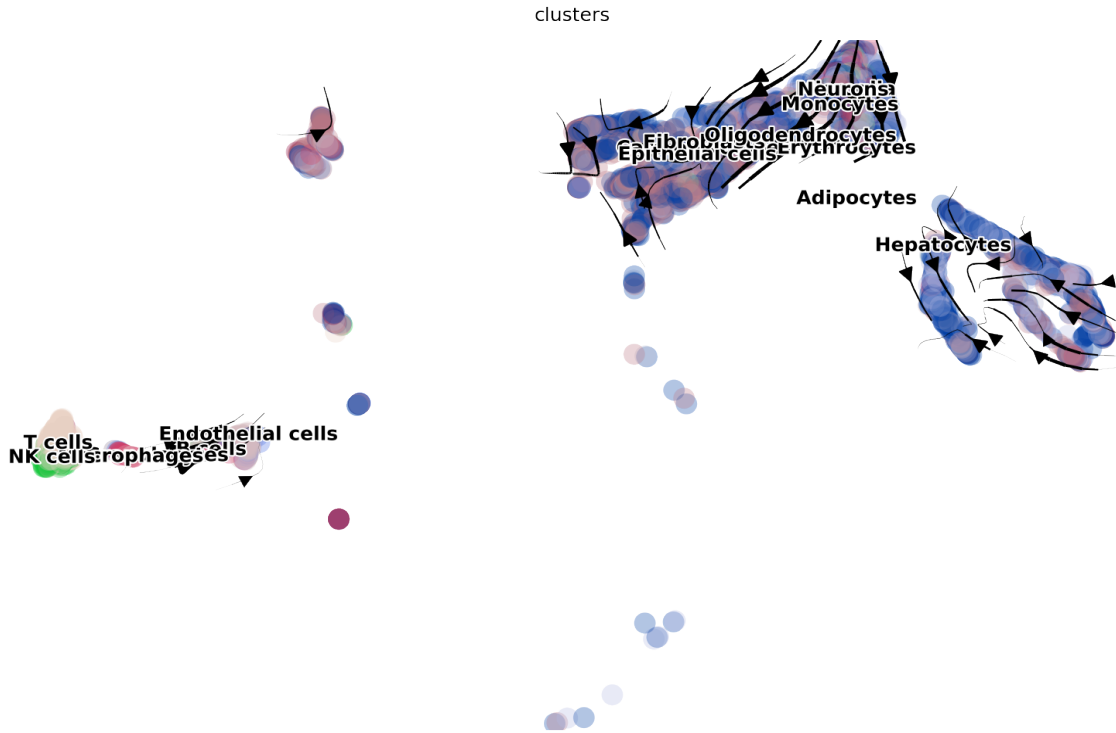 clusters
Neurons
Monocytes
Oligodendrocytes
Erythrocytes
Epithelial cells
Adipocytes
Hepatocytes
Endothelial cells
T cells
NK cells